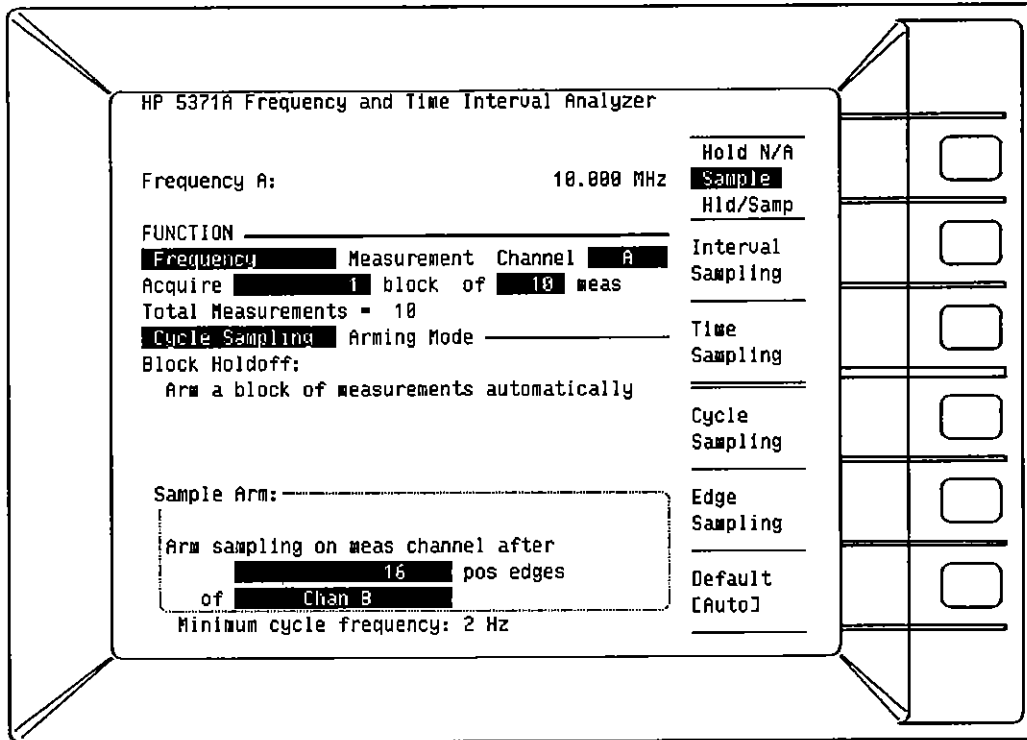 HP 5371A Frequency and Time Interval Analyzer
Frequency A: 10.000 MHz
FUNCTION
Frequency Measurement Channel A
Acquire 1 block of 10 meas
Total Measurements = 10
Cycle Sampling Arming Mode
Block Holdoff:
Arm a block of measurements automatically
Sample Arm:
Arm sampling on meas channel after
16 pos edges
of Chan B
Minimum cycle frequency: 2 Hz
Hold N/A
Sample
Hld/Samp
Interval
Sampling
Time
Sampling
Cycle
Sampling
Edge
Sampling
Default
[Auto]